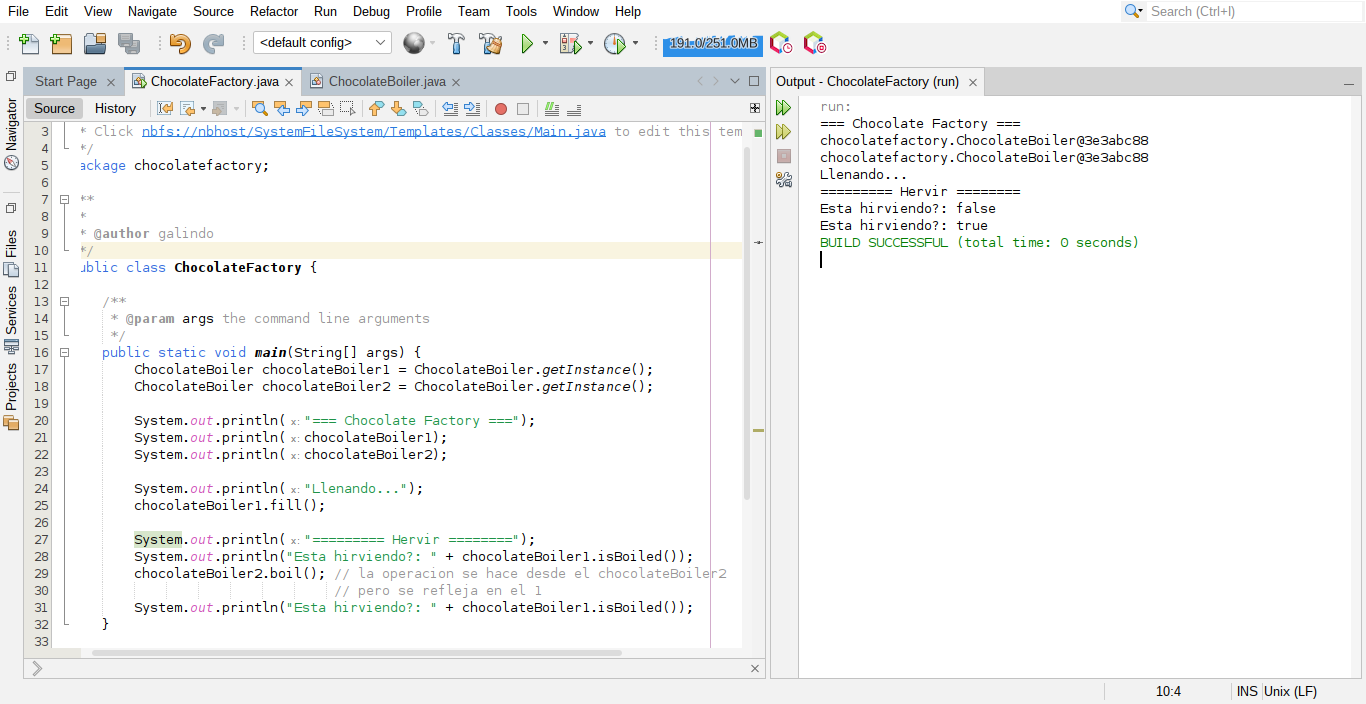 File Edit View Navigate Source Refactor Run Debug Profile Team Tools Window Help
Search (Ctrl+I)
<default config>
191.0/251.0MB
Start Page
ChocolateFactory.java
ChocolateBoiler.java
Source History
Navigator
Files
Services
Projects
3 * Click nbfs://nbhost/SystemFileSystem/Templates/Classes/Main.java to edit this tem
4 */
5 ackage chocolatefactory;
6
7 **
8 *
9 * @author galindo
10 */
11 ublic class ChocolateFactory {
12
13 /**
14 * @param args the command line arguments
15 */
16 public static void main(String[] args) {
17 ChocolateBoiler chocolateBoiler1 = ChocolateBoiler.getInstance();
18 ChocolateBoiler chocolateBoiler2 = ChocolateBoiler.getInstance();
19
20 System.out.println( x: "=== Chocolate Factory ===");
21 System.out.println( x: chocolateBoiler1);
22 System.out.println( x: chocolateBoiler2);
23
24 System.out.println( x: "Llenando...");
25 chocolateBoiler1.fill();
26
27 System.out.println( x: "========= Hervir ========");
28 System.out.println("Esta hirviendo?: " + chocolateBoiler1.isBoiled());
29 chocolateBoiler2.boil(); // la operacion se hace desde el chocolateBoiler2
30 // pero se refleja en el 1
31 System.out.println("Esta hirviendo?: " + chocolateBoiler1.isBoiled());
32 }
33
Output - ChocolateFactory (run)
run:
=== Chocolate Factory ===
chocolatefactory.ChocolateBoiler@3e3abc88
chocolatefactory.ChocolateBoiler@3e3abc88
Llenando...
========= Hervir ========
Esta hirviendo?: false
Esta hirviendo?: true
BUILD SUCCESSFUL (total time: 0 seconds)
10:4 INS Unix (LF)